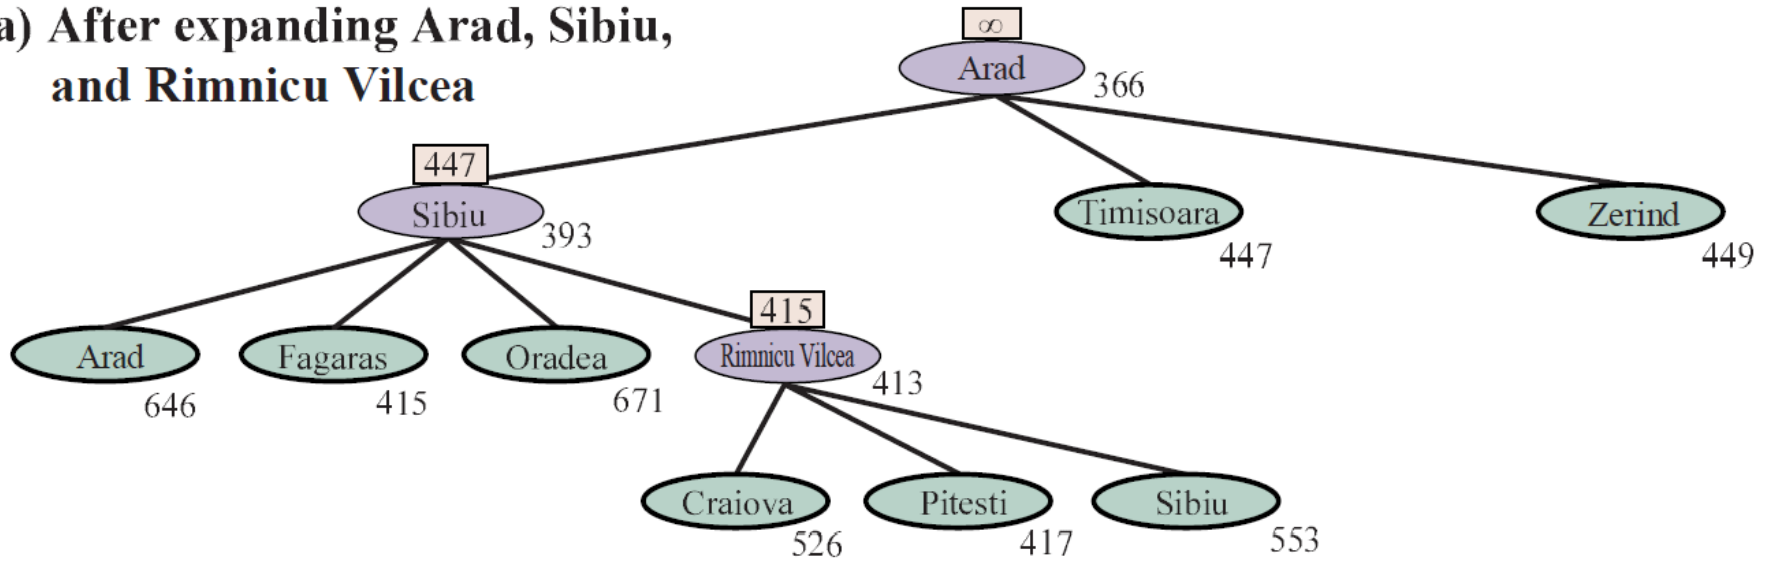 a) After expanding Arad, Sibiu,
and Rimnicu Vilcea
∞
Arad
366
447
Sibiu
393
Timisoara
447
Zerind
449
Arad
646
Fagaras
415
Oradea
671
415
Rimnicu Vilcea
413
Craiova
526
Pitesti
417
Sibiu
553